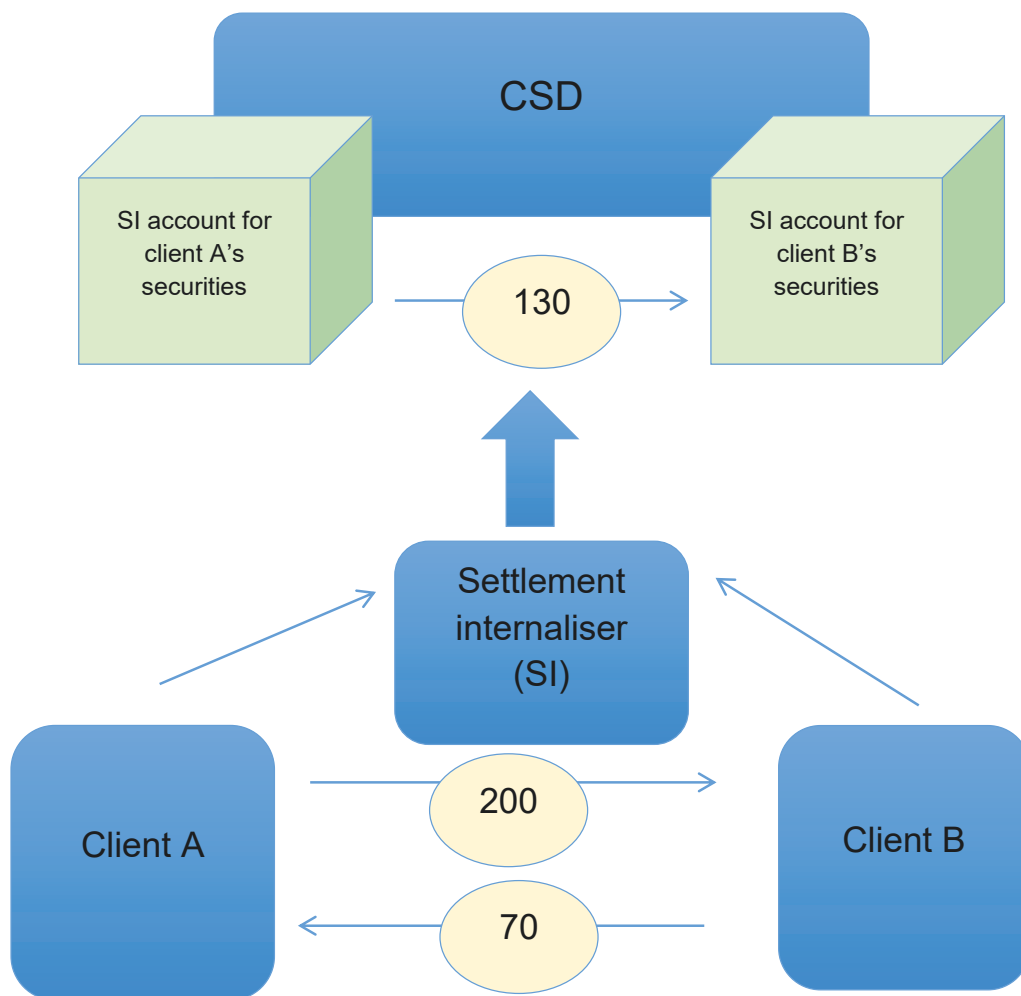 CSD
SI account for
client A’s
securities
SI account for
client B’s
securities
130
Settlement
internaliser
(SI)
200
Client A
Client B
70